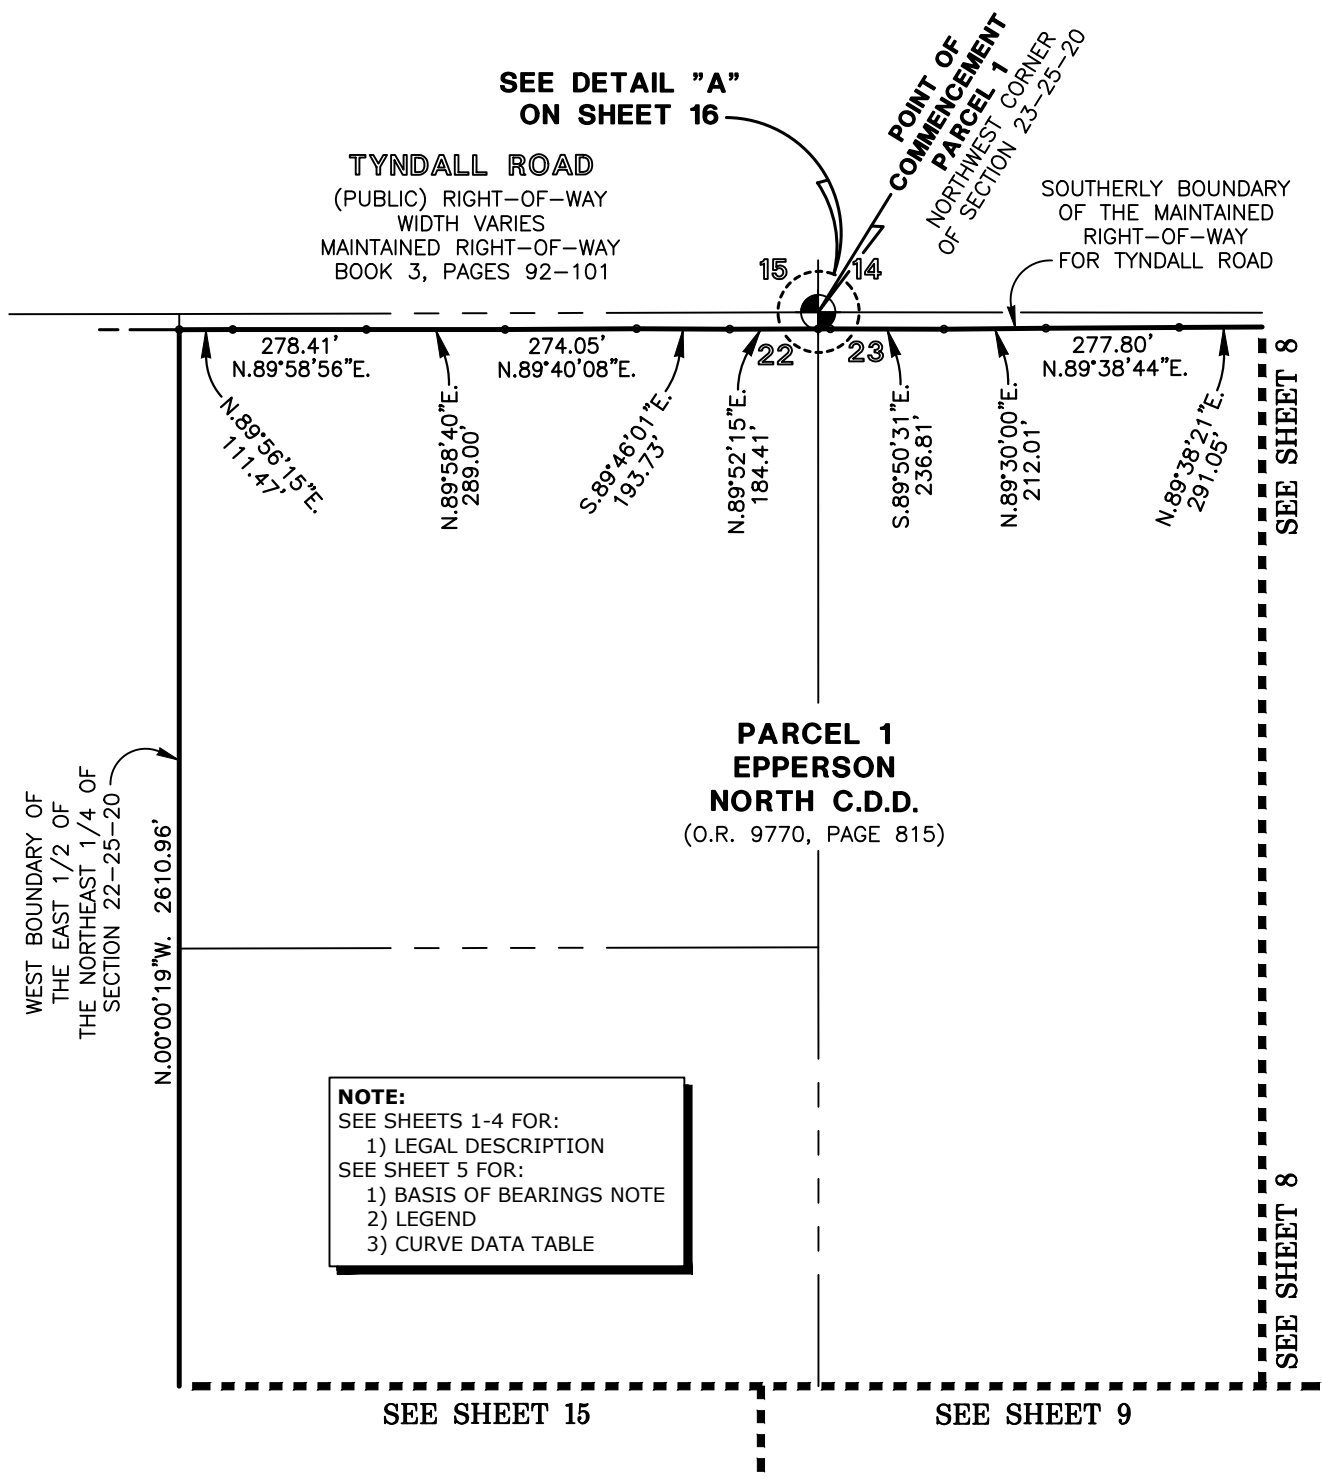 SEE DETAIL "A"
ON SHEET 16
POINT OF
COMMENCEMENT
PARCEL 1
NORTHWEST CORNER
OF SECTION 23-25-20
TYNDALL ROAD
(PUBLIC) RIGHT-OF-WAY
WIDTH VARIES
MAINTAINED RIGHT-OF-WAY
BOOK 3, PAGES 92-101
SOUTHERLY BOUNDARY
OF THE MAINTAINED
RIGHT-OF-WAY
FOR TYNDALL ROAD
15
14
22
23
278.41'
N.89°58'56"E.
274.05'
N.89°40'08"E.
277.80'
N.89°38'44"E.
N.89°56'15"E.
111.47'
N.89°58'40"E.
289.00'
S.89°46'01"E.
193.73'
N.89°52'15"E.
184.41'
S.89°50'31"E.
236.81'
N.89°30'00"E.
212.01'
N.89°38'21"E.
291.05'
SEE SHEET 8
PARCEL 1
EPPERSON
NORTH C.D.D.
(O.R. 9770, PAGE 815)
WEST BOUNDARY OF
THE EAST 1/2 OF
THE NORTHEAST 1/4 OF
SECTION 22-25-20
N.00°00'19"W. 2610.96'
NOTE:
SEE SHEETS 1-4 FOR:
1) LEGAL DESCRIPTION
SEE SHEET 5 FOR:
1) BASIS OF BEARINGS NOTE
2) LEGEND
3) CURVE DATA TABLE
SEE SHEET 8
SEE SHEET 15
SEE SHEET 9